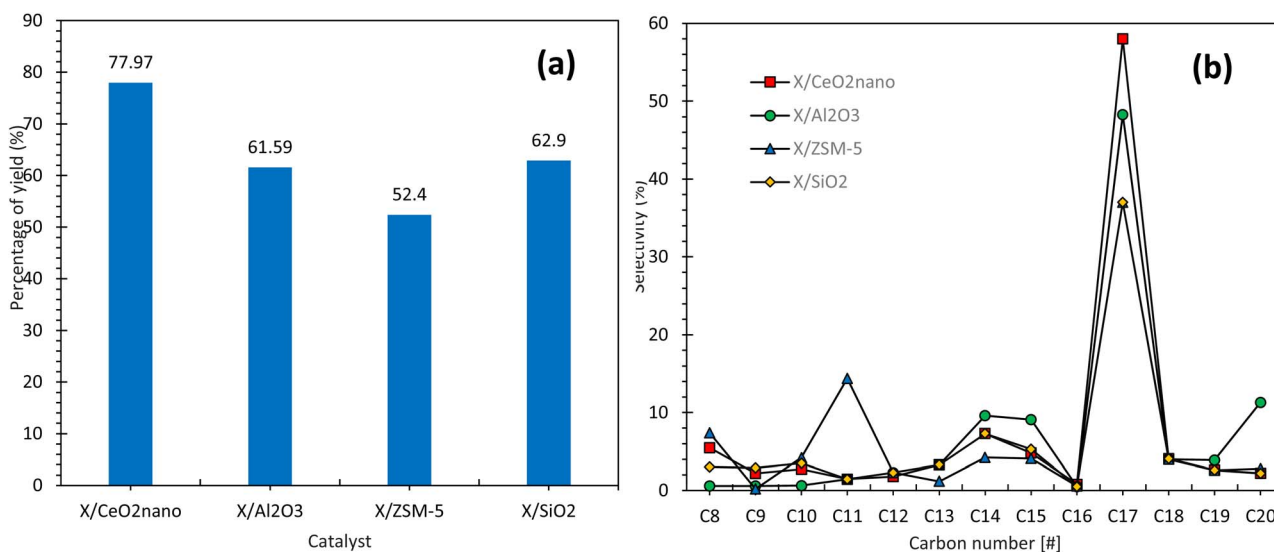 (a)
Percentage of yield (%)
90
80
70
60
50
40
30
20
10
0
77.97
61.59
52.4
62.9
X/CeO2nano
X/Al2O3
X/ZSM-5
X/SiO2
Catalyst
(b)
Selectivity (%)
60
50
40
30
20
10
0
X/CeO2nano
X/Al2O3
X/ZSM-5
X/SiO2
C8 C9 C10 C11 C12 C13 C14 C15 C16 C17 C18 C19 C20
Carbon number [#]